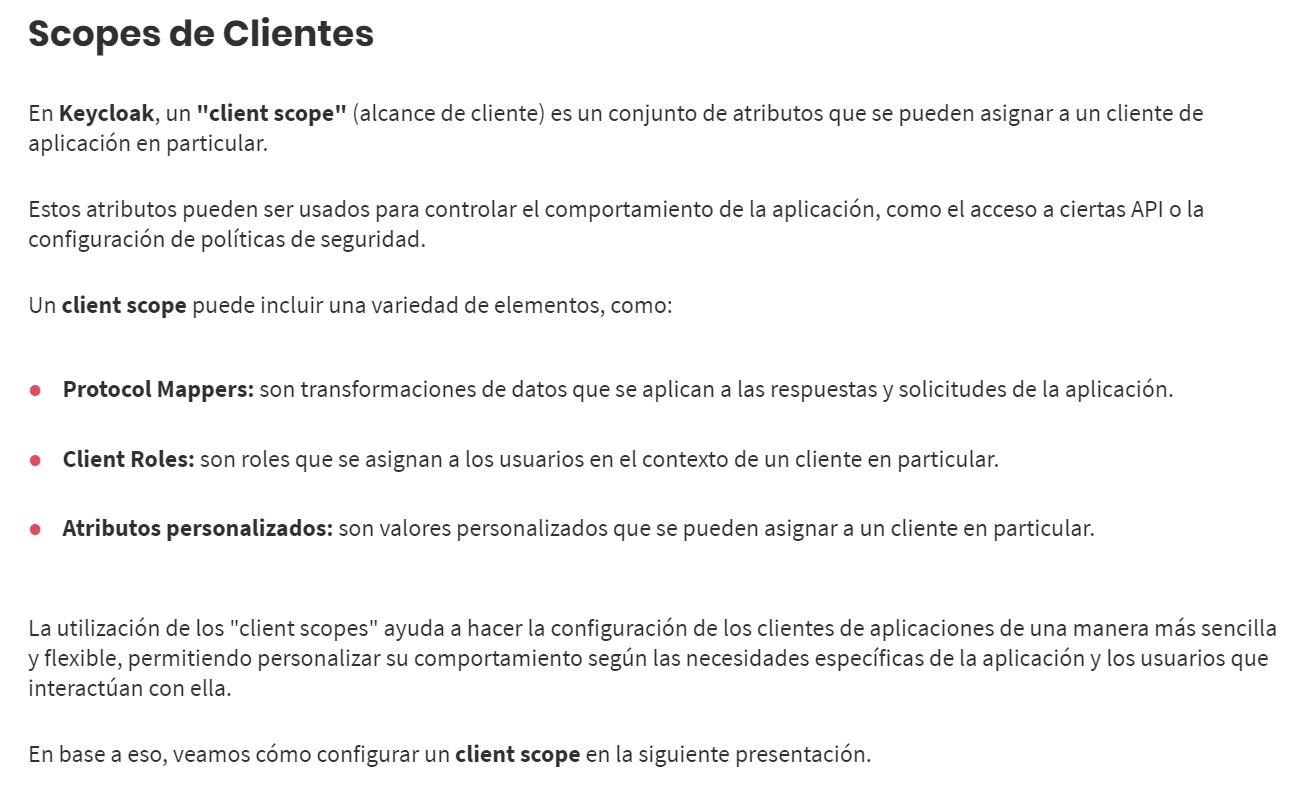 Scopes de Clientes
En Keycloak, un "client scope" (alcance de cliente) es un conjunto de atributos que se pueden asignar a un cliente de
aplicación en particular.
Estos atributos pueden ser usados para controlar el comportamiento de la aplicación, como el acceso a ciertas API o la
configuración de políticas de seguridad.
Un client scope puede incluir una variedad de elementos, como:
● Protocol Mappers: son transformaciones de datos que se aplican a las respuestas y solicitudes de la aplicación.
● Client Roles: son roles que se asignan a los usuarios en el contexto de un cliente en particular.
● Atributos personalizados: son valores personalizados que se pueden asignar a un cliente en particular.
La utilización de los "client scopes" ayuda a hacer la configuración de los clientes de aplicaciones de una manera más sencilla
y flexible, permitiendo personalizar su comportamiento según las necesidades específicas de la aplicación y los usuarios que
interactúan con ella.
En base a eso, veamos cómo configurar un client scope en la siguiente presentación.